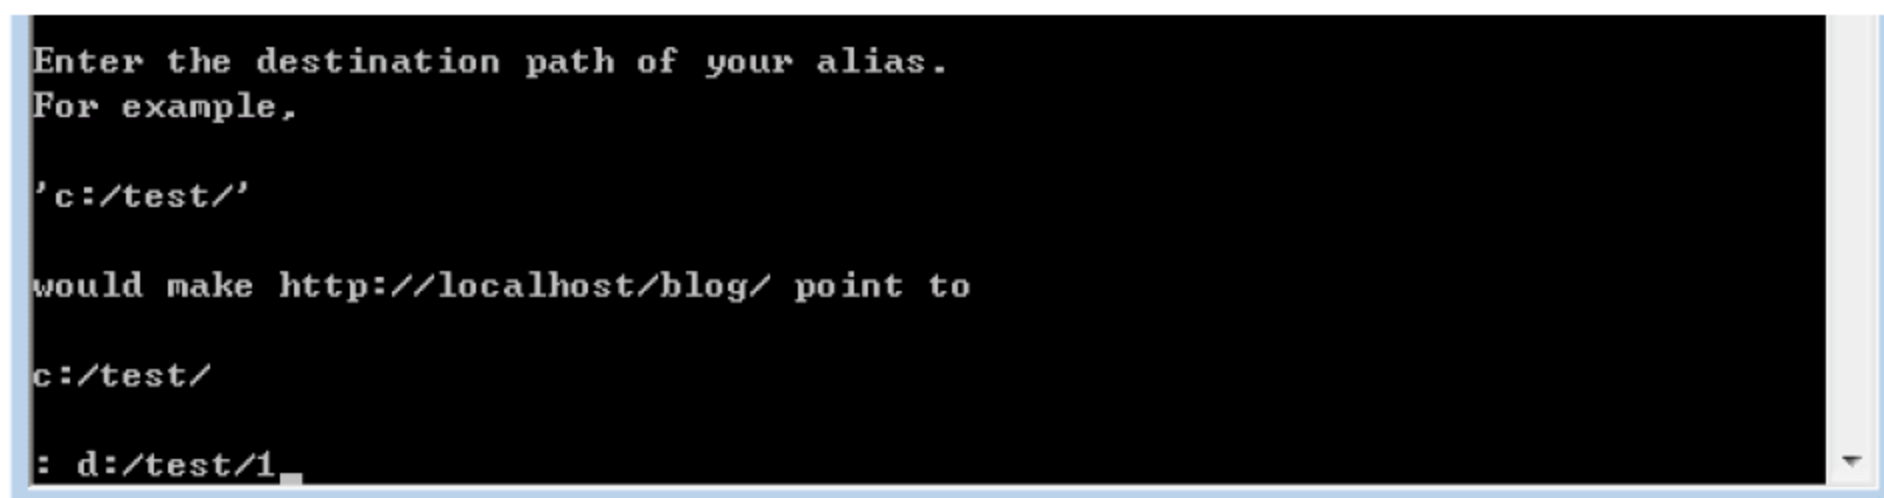 Enter the destination path of your alias.
For example,
'c:/test/'
would make http://localhost/blog/ point to
c:/test/
: d:/test/1_